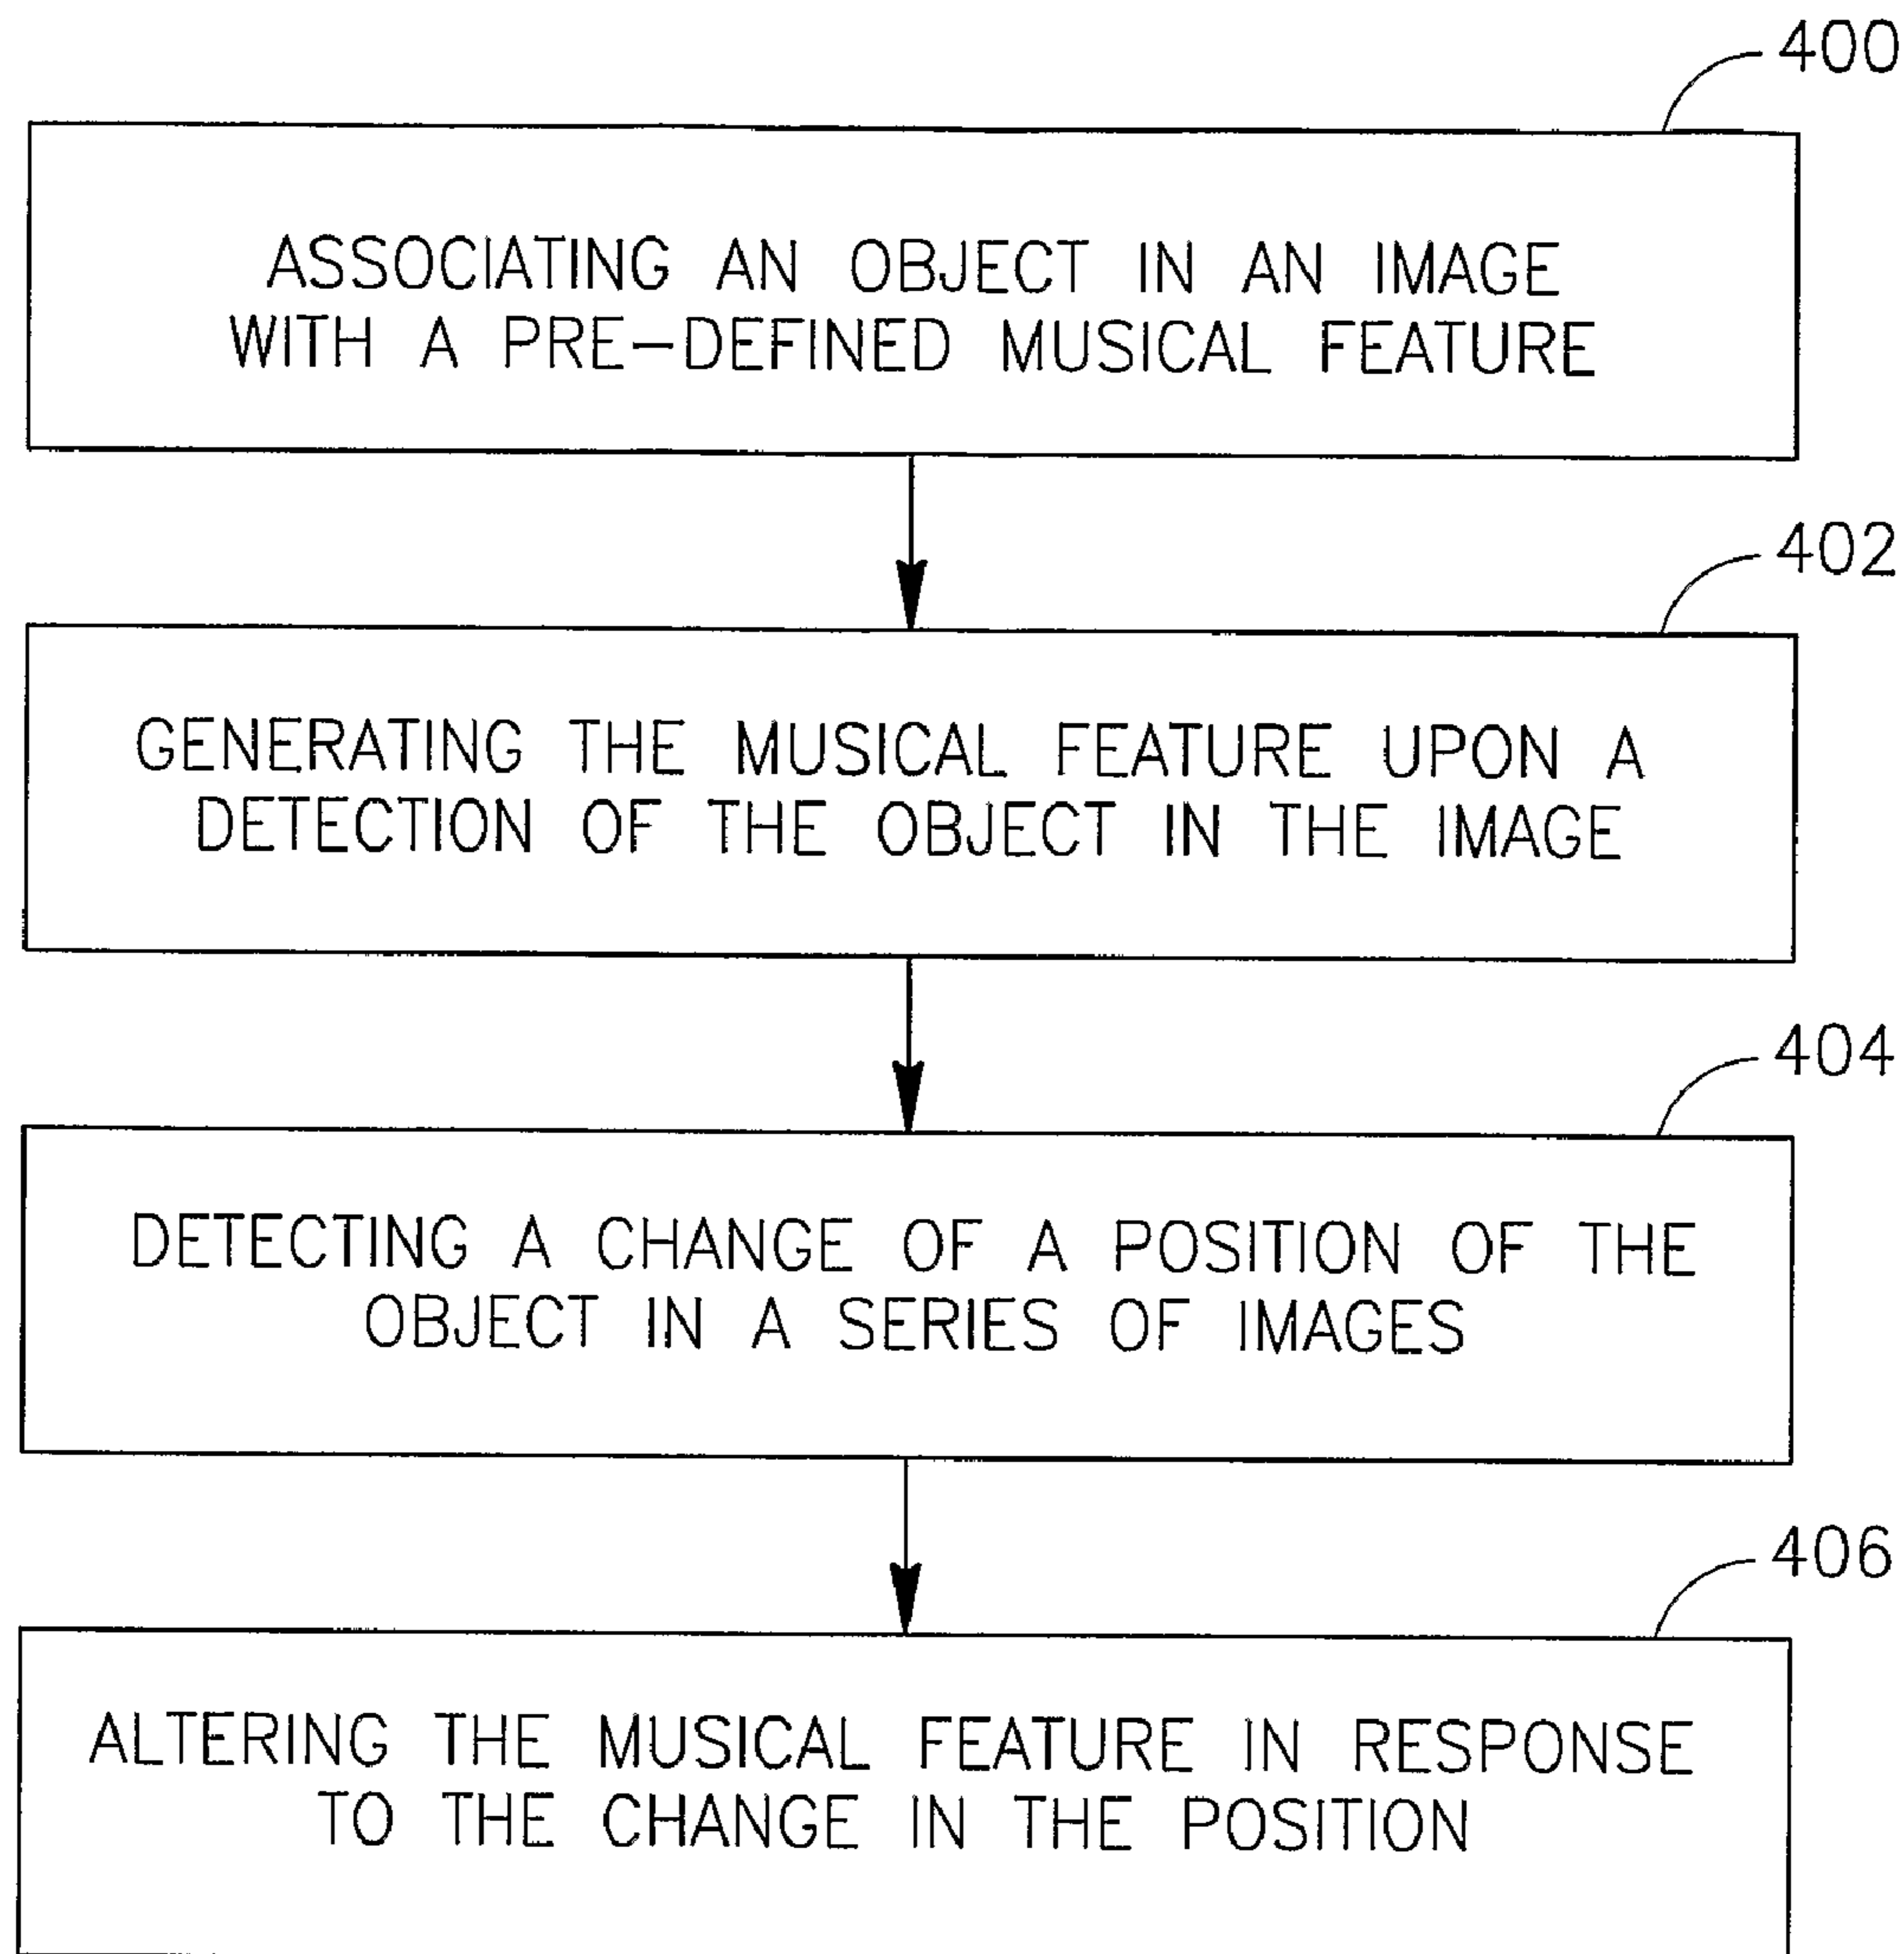 400
ASSOCIATING AN OBJECT IN AN IMAGE
WITH A PRE-DEFINED MUSICAL FEATURE
402
GENERATING THE MUSICAL FEATURE UPON A
DETECTION OF THE OBJECT IN THE IMAGE
404
DETECTING A CHANGE OF A POSITION OF THE
OBJECT IN A SERIES OF IMAGES
406
ALTERING THE MUSICAL FEATURE IN RESPONSE
TO THE CHANGE IN THE POSITION